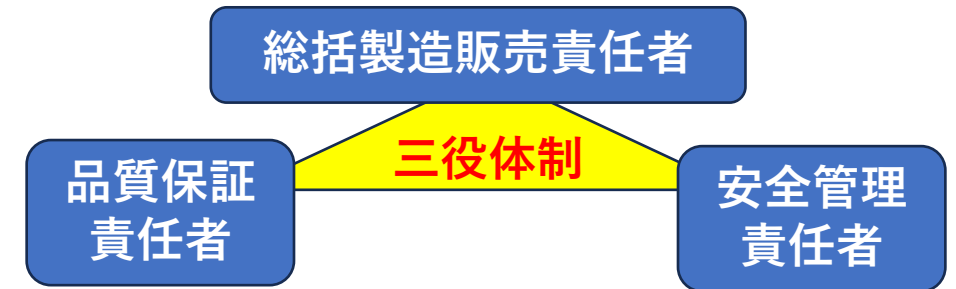 総括製造販売責任者
三役体制
品質保証
責任者
安全管理
責任者